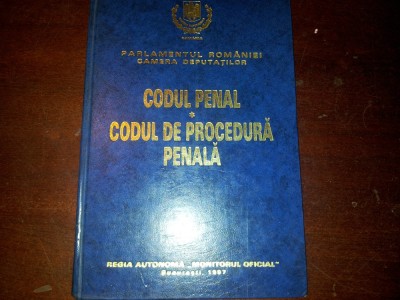 PARLAMENTUL ROMÂNIEI
CAMERA DEPUTAȚILOR
CODUL PENAL
*
CODUL DE PROCEDURĂ
PENALĂ
REGIA AUTONOMĂ „MONITORUL OFICIAL"
București, 1997